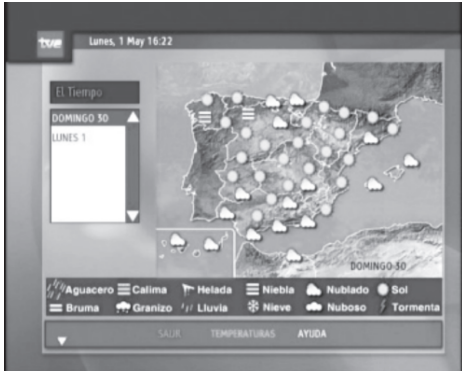 tve
Lunes, 1 May 16:22
El Tiempo
DOMINGO 30
LUNES 1
DOMINGO 30
Aguacero Calima Helada Niebla Nublado Sol
Bruma Granizo Lluvia Nieve Nuboso Tormenta
SALIR TEMPERATURAS AYUDA